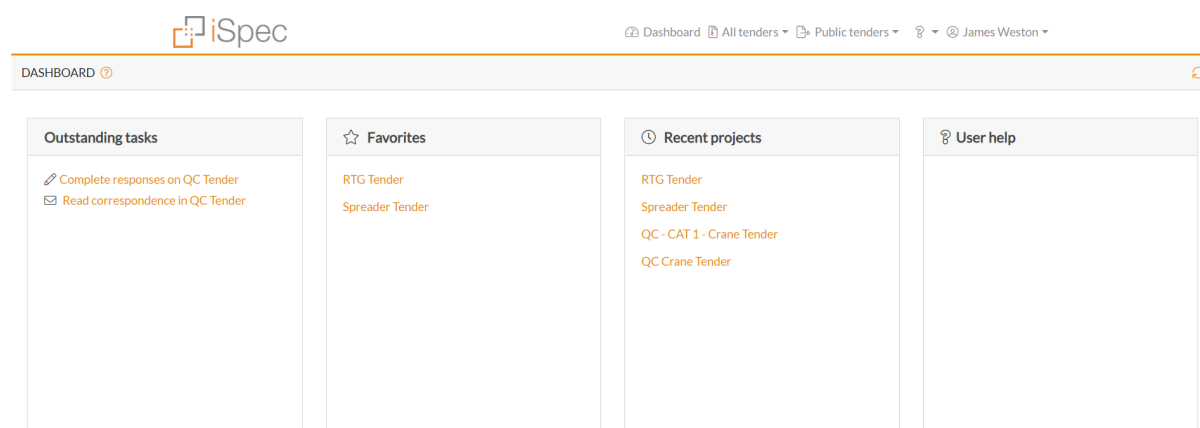 iSpec
Dashboard All tenders Public tenders James Weston
DASHBOARD
Outstanding tasks
Complete responses on QC Tender
Read correspondence in QC Tender
Favorites
RTG Tender
Spreader Tender
Recent projects
RTG Tender
Spreader Tender
QC - CAT 1 - Crane Tender
QC Crane Tender
User help